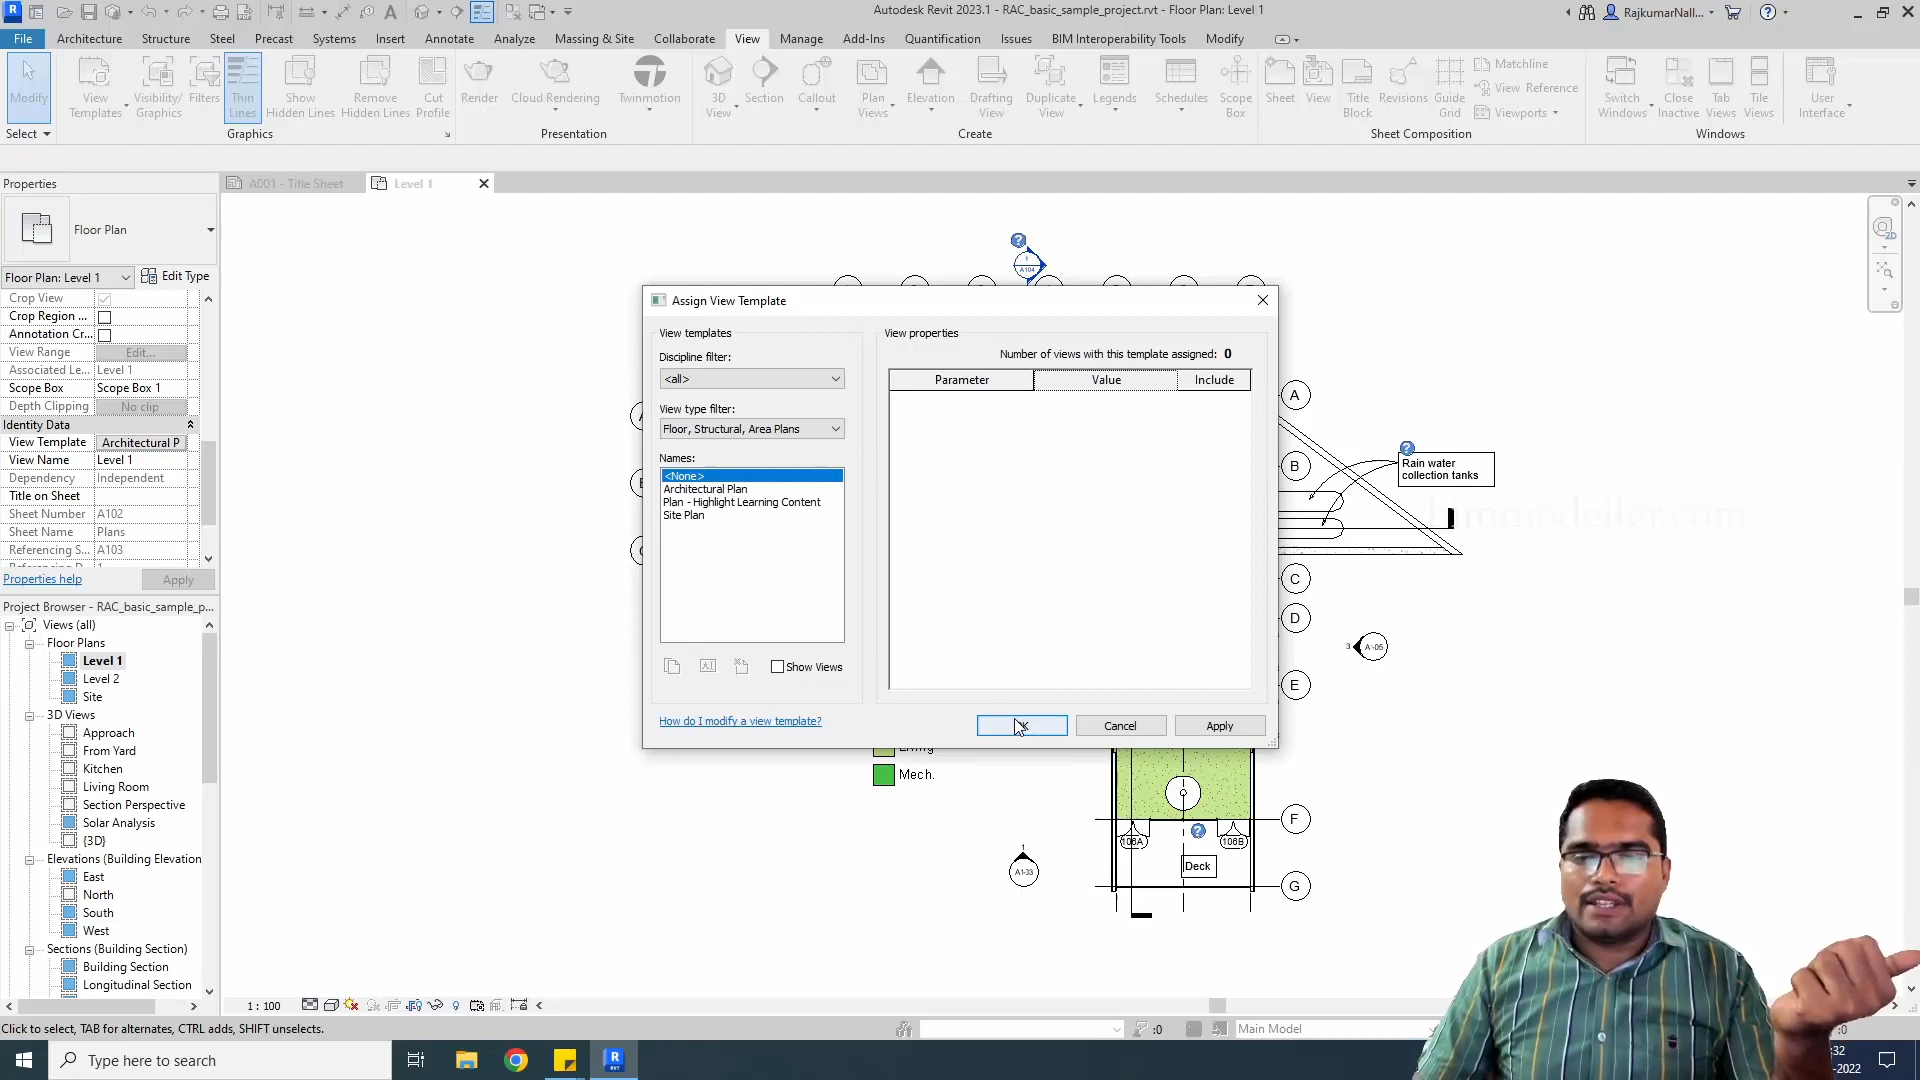 Autodesk Revit 2023.1 - RAC_basic_sample_project.rvt - Floor Plan: Level 1
RajkumarNall...
File Architecture Structure Steel Precast Systems Insert Annotate Analyze Massing & Site Collaborate View Manage Add-Ins Quantification Issues BIM Interoperability Tools Modify
Modify
View Templates
Visibility/ Graphics
Filters
Thin Lines
Show Hidden Lines
Remove Hidden Lines
Cut Profile
Render
Cloud Rendering
Twinmotion
3D View
Section
Callout
Plan Views
Elevation
Drafting View
Duplicate View
Legends
Schedules
Scope Box
Sheet
View
Title Block
Revisions
Guide Grid
Matchline
View Reference
Viewports
Switch Windows
Close Inactive
Tab Views
Tile Views
User Interface
Select
Graphics
Presentation
Create
Sheet Composition
Windows
Properties
A001 - Title Sheet
Level 1
Floor Plan
Floor Plan: Level 1
Edit Type
Crop View
Crop Region ...
Annotation Cr...
View Range Edit...
Associated Le... Level 1
Scope Box Scope Box 1
Depth Clipping No clip
Identity Data
View Template Architectural P
View Name Level 1
Dependency Independent
Title on Sheet
Sheet Number A102
Sheet Name Plans
Referencing S... A103
Properties help
Apply
Project Browser - RAC_basic_sample_p...
Views (all)
Floor Plans
Level 1
Level 2
Site
3D Views
Approach
From Yard
Kitchen
Living Room
Section Perspective
Solar Analysis
{3D}
Elevations (Building Elevation
East
North
South
West
Sections (Building Section)
Building Section
Longitudinal Section
1
A104
Assign View Template
View templates
Discipline filter:
<all>
View type filter:
Floor, Structural, Area Plans
Names:
<None>
Architectural Plan
Plan - Highlight Learning Content
Site Plan
Show Views
How do I modify a view template?
View properties
Number of views with this template assigned: 0
Parameter Value Include
Cancel
Apply
A
B
C
D
E
F
G
Rain water
collection tanks
bimmodeller.com
3
Living
Mech.
106A
106B
Deck
1
1 : 100
Click to select, TAB for alternates, CTRL adds, SHIFT unselects.
:0
Main Model
:0
Type here to search
:32
-2022